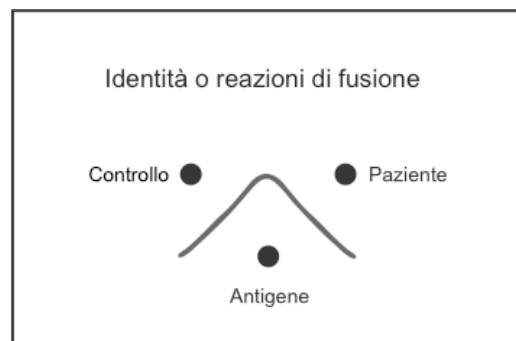 Identità o reazioni di fusione
Controllo
Paziente
Antigene